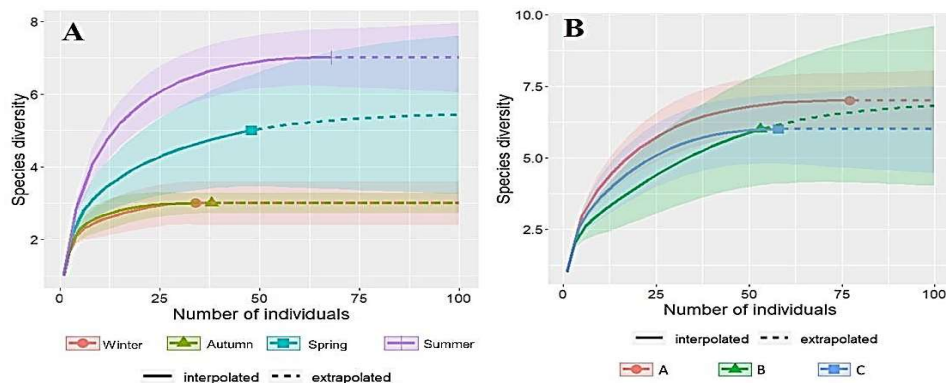 A
Species diversity
8
6
4
2
0 25 50 75 100
Number of individuals
Winter Autumn Spring Summer
interpolated extrapolated
B
Species diversity
10.0
7.5
5.0
2.5
0 25 50 75 100
Number of individuals
interpolated extrapolated
A B C